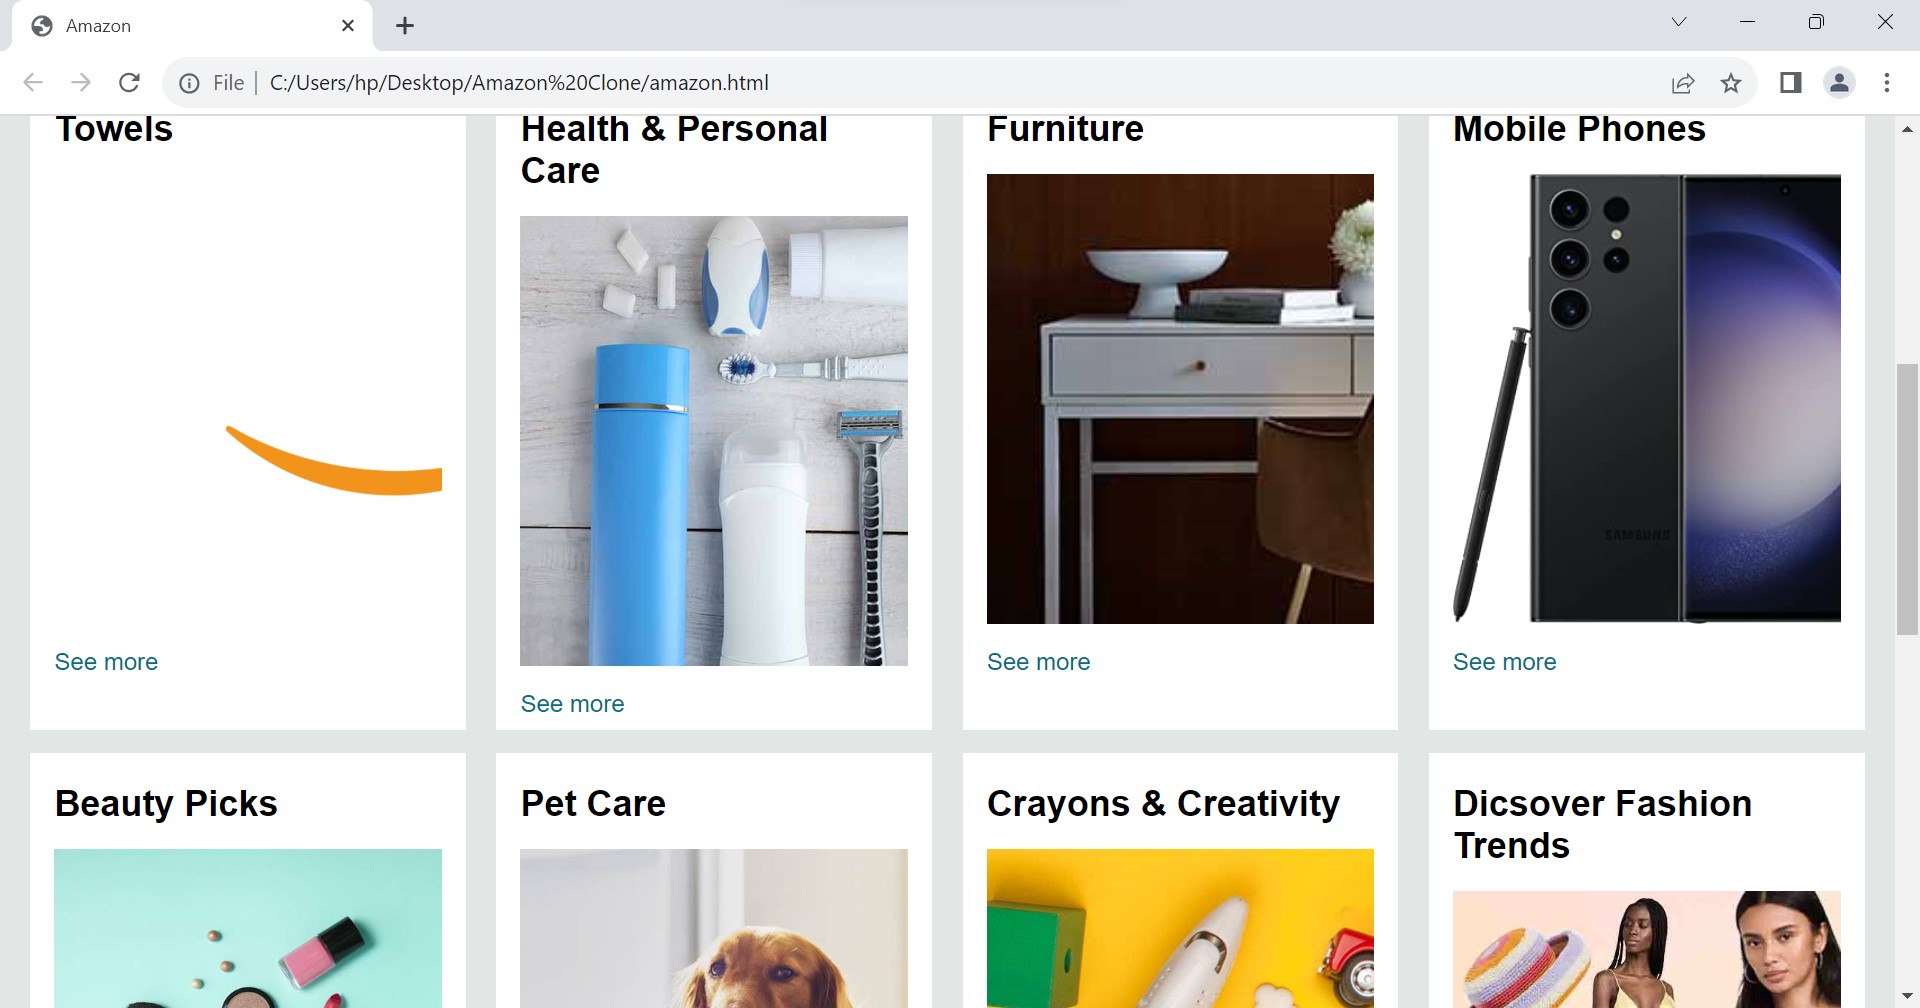 Amazon
File
C:/Users/hp/Desktop/Amazon%20Clone/amazon.html
Towels
Health & Personal
Care
Furniture
Mobile Phones
SAMSUNG
See more
See more
See more
See more
Beauty Picks
Pet Care
Crayons & Creativity
Dicsover Fashion
Trends